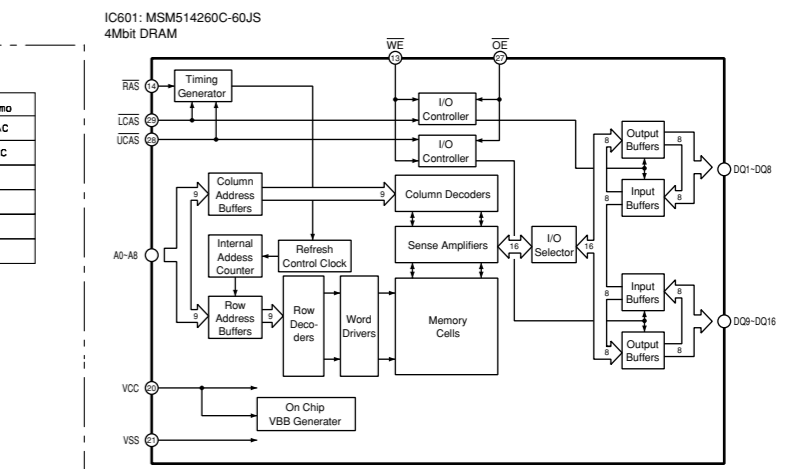 IC601: MSM514260C-60JS
4Mbit DRAM
WE
OE
13
27
RAS
14
Timing
Generator
LCAS
29
UCAS
28
I/O
Controller
I/O
Controller
8
Output
Buffers
8
DQ1~DQ8
8
Input
Buffers
8
9
Column
Address
Buffers
9
Column Decoders
A0~A8
Internal
Addess
Counter
Refresh
Control Clock
Sense Amplifiers
16
I/O
Selector
16
9
Row
Address
Buffers
9
Row
Deco-
ders
Word
Drivers
Memory
Cells
8
Input
Buffers
8
DQ9~DQ16
8
Output
Buffers
8
VCC
20
On Chip
VBB Generater
VSS
21